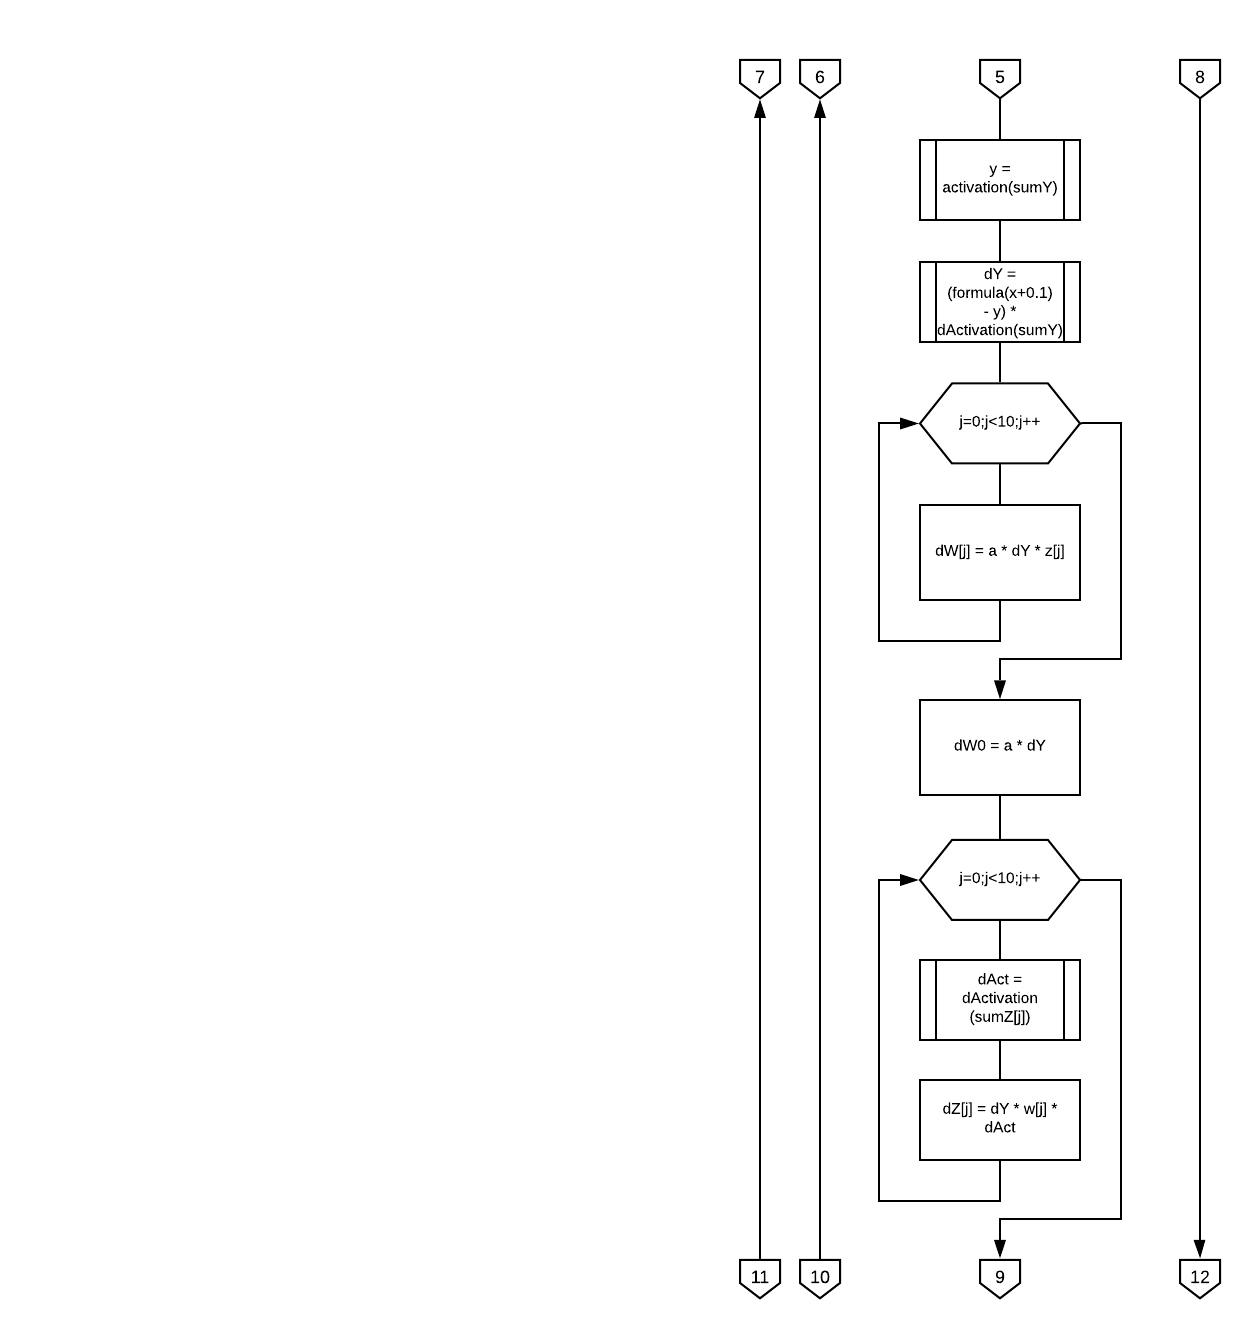 7
6
5
8
y =
activation(sumY)
dY =
(formula(x+0.1)
- y) *
dActivation(sumY)
j=0;j<10;j++
dW[j] = a * dY * z[j]
dW0 = a * dY
j=0;j<10;j++
dAct =
dActivation
(sumZ[j])
dZ[j] = dY * w[j] *
dAct
11
10
9
12